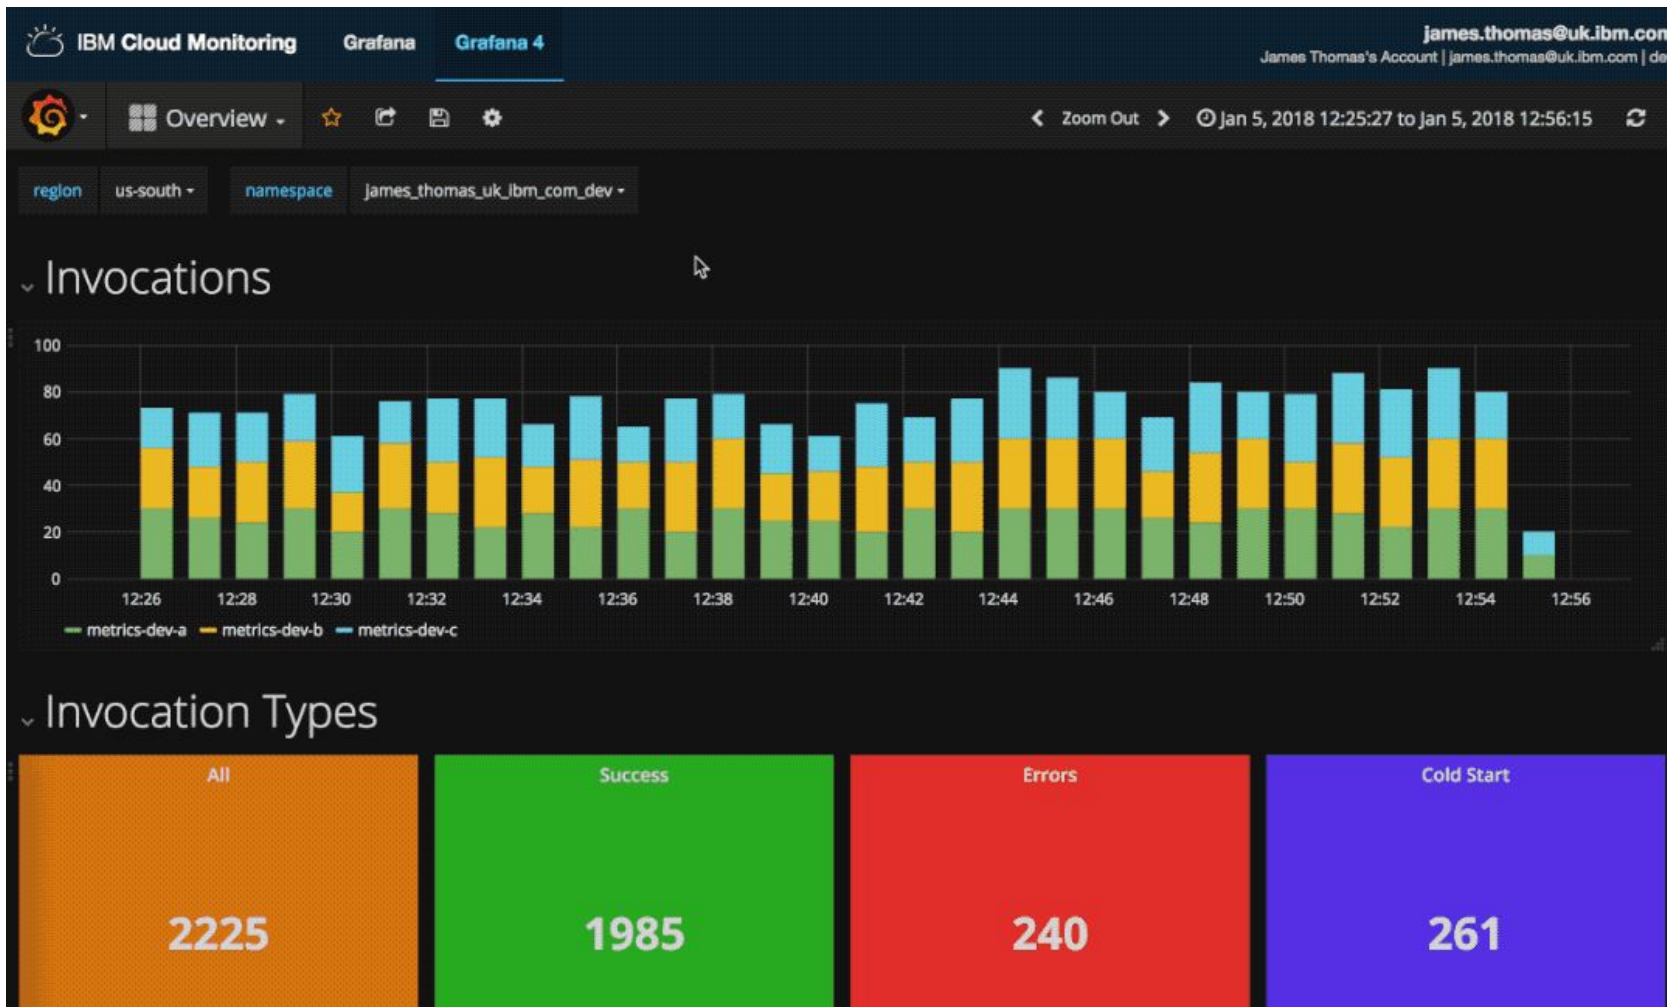 IBM Cloud Monitoring Grafana Grafana 4
james.thomas@uk.ibm.com
James Thomas's Account | james.thomas@uk.ibm.com | de
Overview Zoom Out Jan 5, 2018 12:25:27 to Jan 5, 2018 12:56:15
region us-south namespace james_thomas_uk_ibm_com_dev
Invocations
100
80
60
40
20
0
12:26 12:28 12:30 12:32 12:34 12:36 12:38 12:40 12:42 12:44 12:46 12:48 12:50 12:52 12:54 12:56
metrics-dev-a metrics-dev-b metrics-dev-c
Invocation Types
All Success Errors Cold Start
2225 1985 240 261